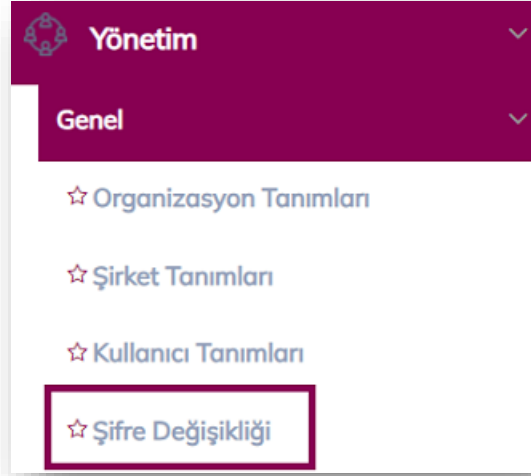 Yönetim
Genel
Organizasyon Tanımları
Şirket Tanımları
Kullanıcı Tanımları
Şifre Değişikliği